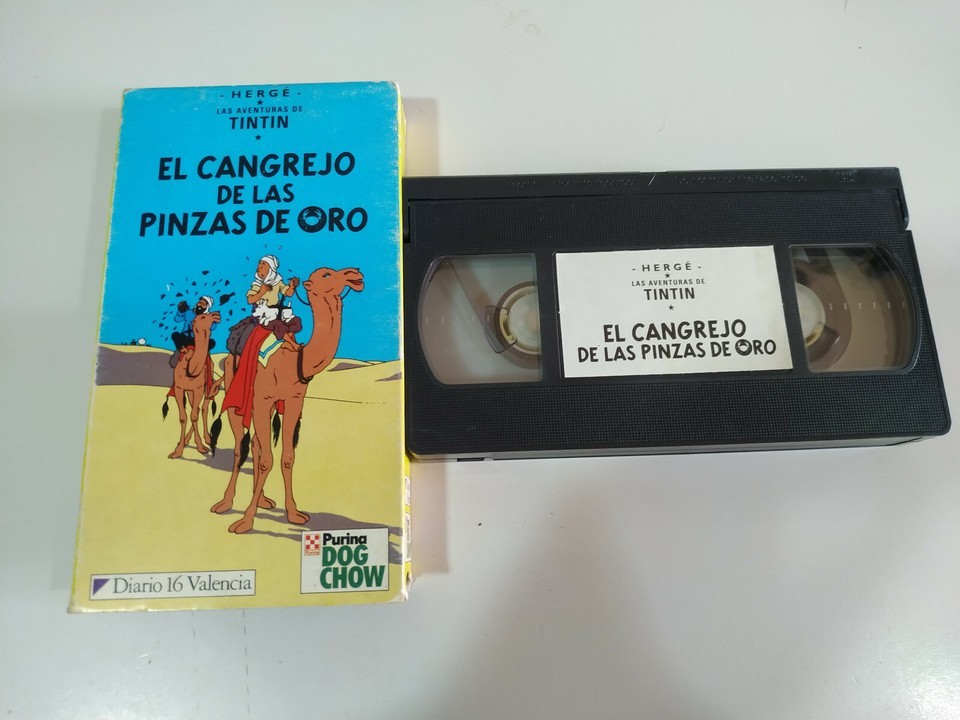 - HERGÉ -
LAS AVENTURAS DE
TINTIN
EL CANGREJO
DE LAS
PINZAS DE ORO
Diario 16 Valencia
Purina
DOG
CHOW
- HERGÉ -
LAS AVENTURAS DE
TINTIN
EL CANGREJO
DE LAS PINZAS DE ORO